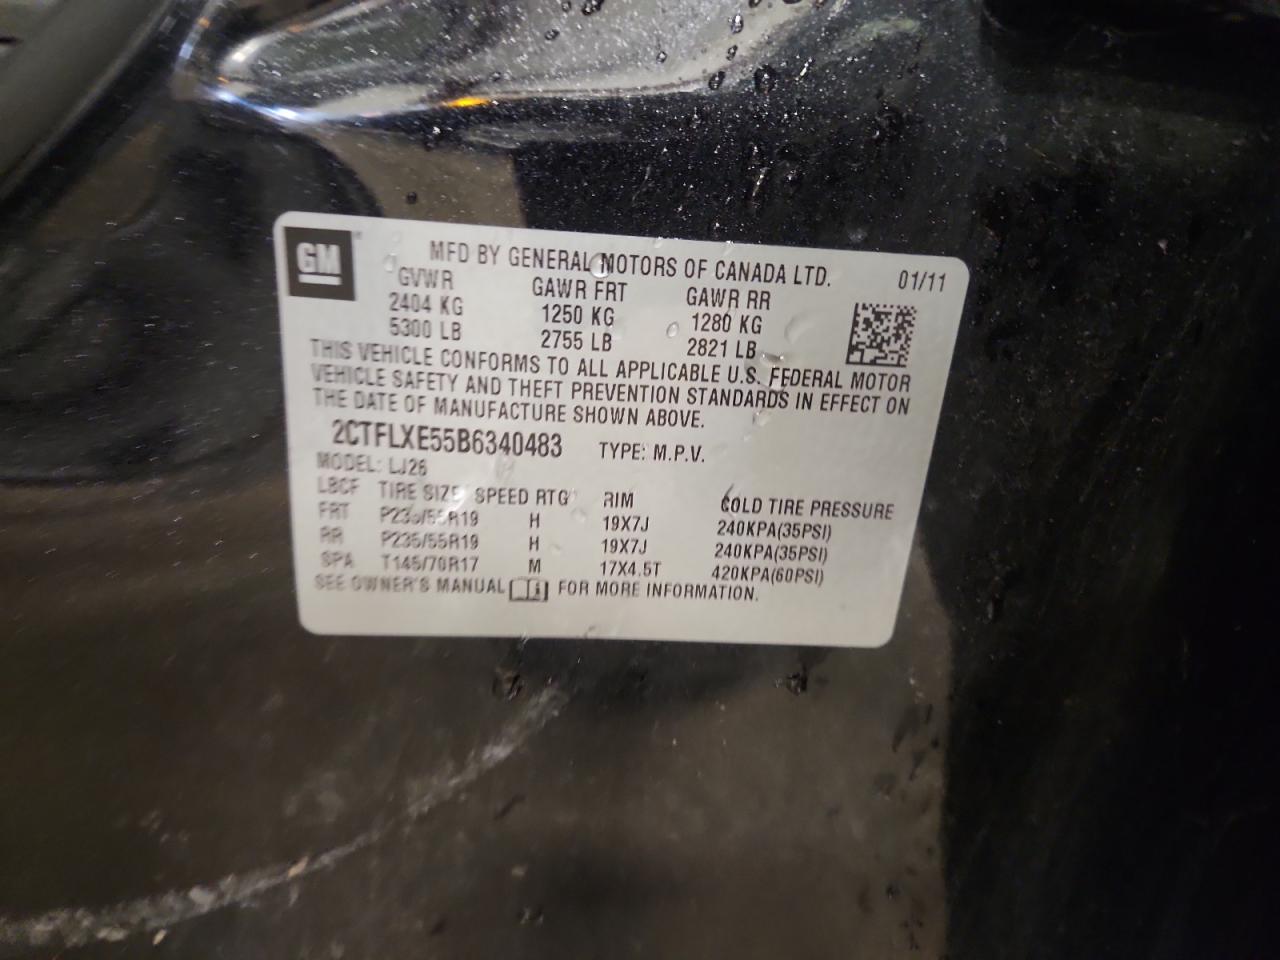 GM
MFD BY GENERAL MOTORS OF CANADA LTD. 01/11
GVWR GAWR FRT GAWR RR
2404 KG 1250 KG 1280 KG
5300 LB 2755 LB 2821 LB
THIS VEHICLE CONFORMS TO ALL APPLICABLE U.S. FEDERAL MOTOR
VEHICLE SAFETY AND THEFT PREVENTION STANDARDS IN EFFECT ON
THE DATE OF MANUFACTURE SHOWN ABOVE.
2CTFLXE55B6340483 TYPE: M.P.V.
MODEL: LJ26
LBCF TIRE SIZE SPEED RTG RIM COLD TIRE PRESSURE
FRT P235/55R19 H 19X7J 240KPA(35PSI)
RR P235/55R19 H 19X7J 240KPA(35PSI)
SPA T145/70R17 M 17X4.5T 420KPA(60PSI)
SEE OWNER'S MANUAL FOR MORE INFORMATION.